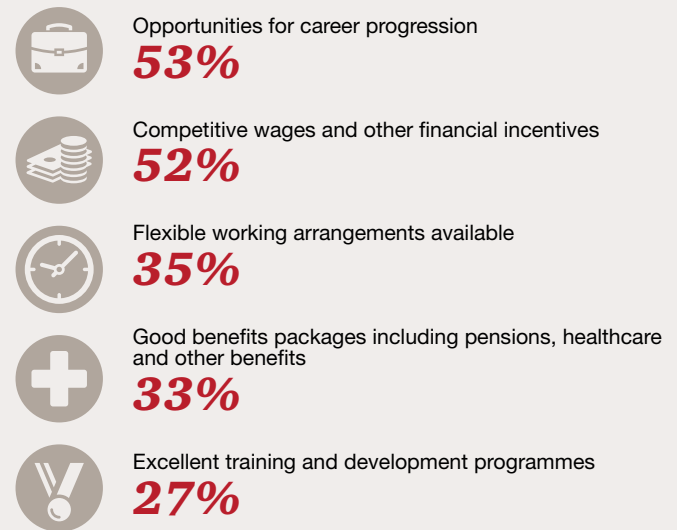 Opportunities for career progression
53%
Competitive wages and other financial incentives
52%
Flexible working arrangements available
35%
Good benefits packages including pensions, healthcare
and other benefits
33%
Excellent training and development programmes
27%